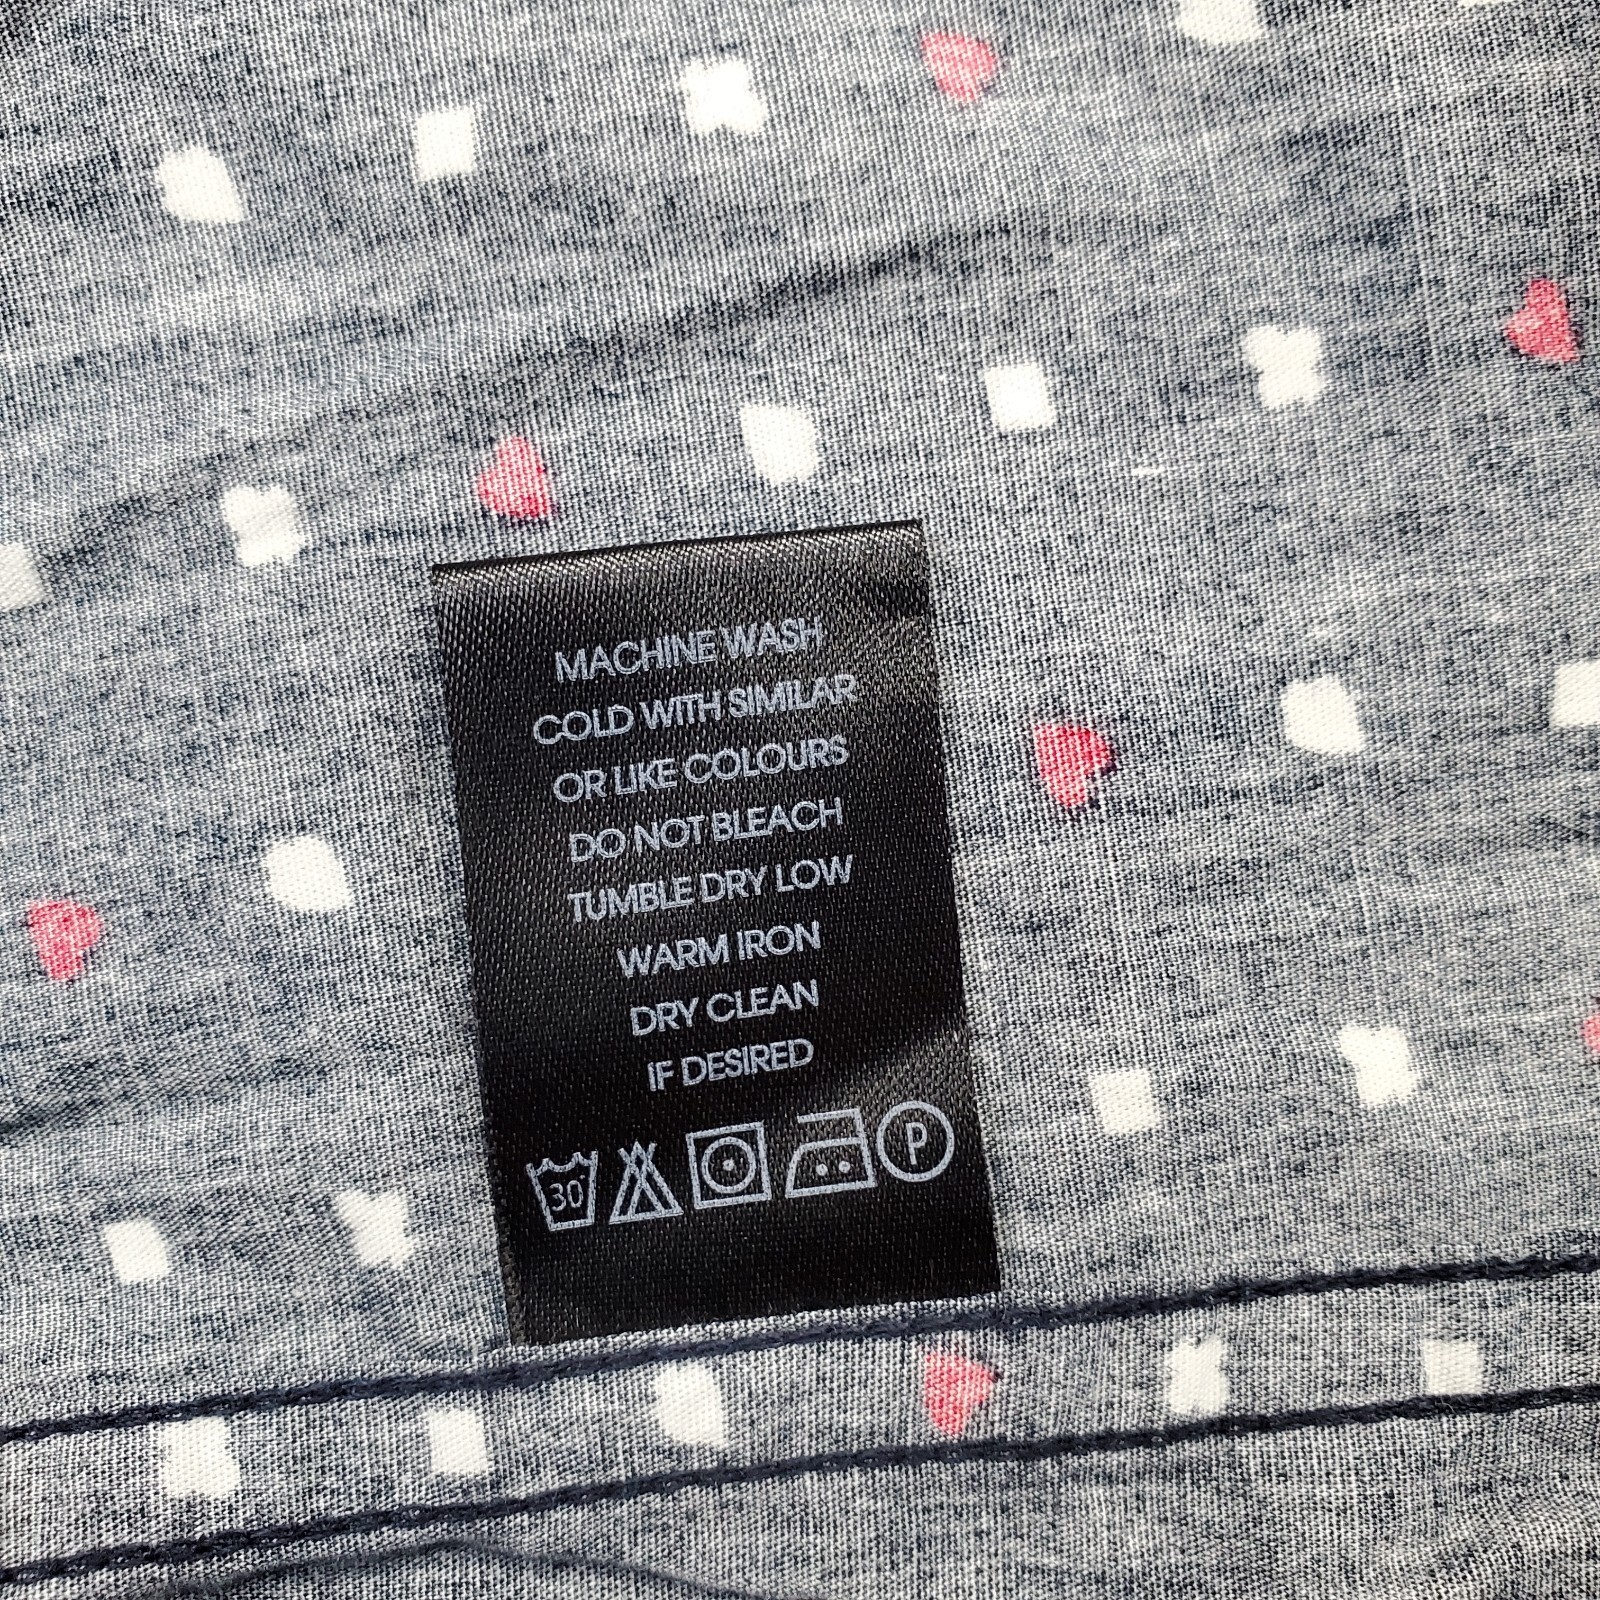 MACHINE WASH
COLD WITH SIMILAR
OR LIKE COLOURS
DO NOT BLEACH
TUMBLE DRY LOW
WARM IRON
DRY CLEAN
IF DESIRED
30° P